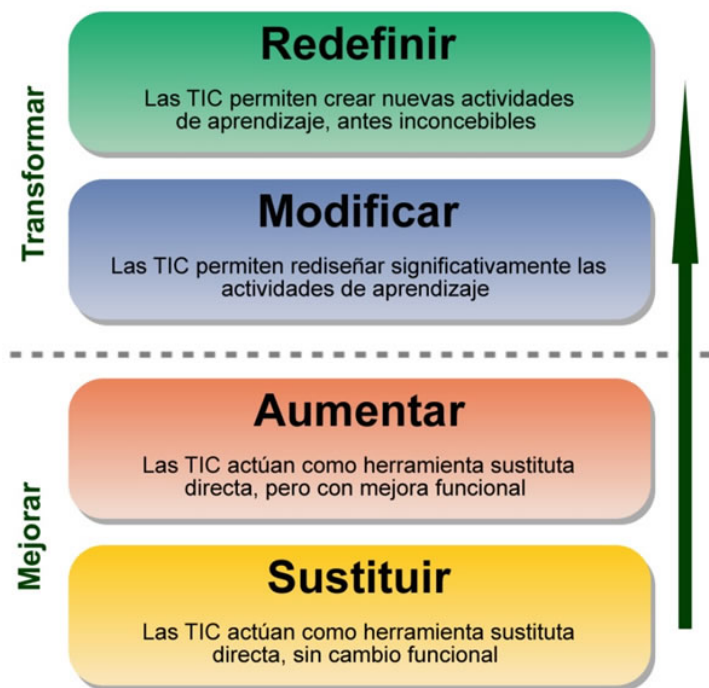 Transformar
Redefinir
Las TIC permiten crear nuevas actividades
de aprendizaje, antes inconcebibles
Modificar
Las TIC permiten rediseñar significativamente las
actividades de aprendizaje
Mejorar
Aumentar
Las TIC actúan como herramienta sustituta
directa, pero con mejora funcional
Sustituir
Las TIC actúan como herramienta sustituta
directa, sin cambio funcional